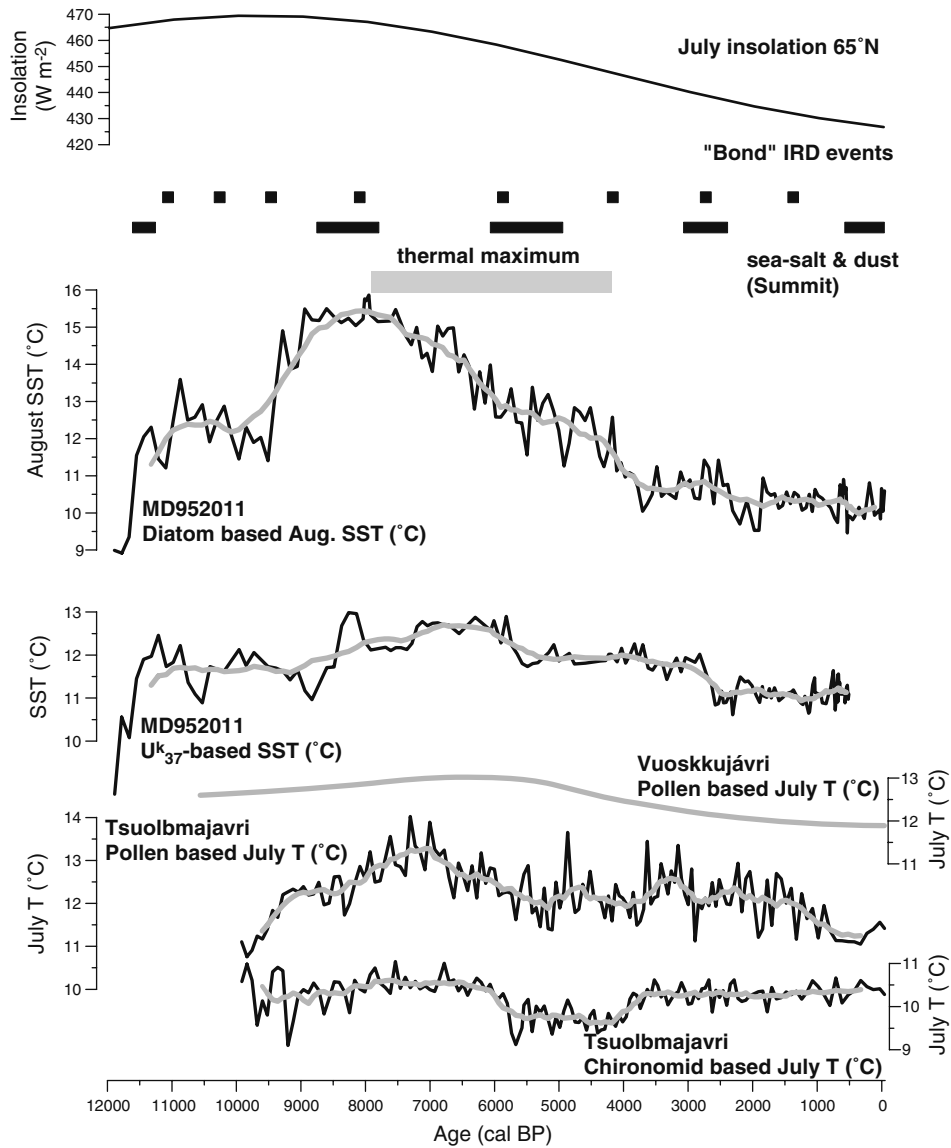 470
460
450
440
430
420
Insolation
(W m-2)
July insolation 65˚N
"Bond" IRD events
thermal maximum
sea-salt & dust
(Summit)
16
15
14
13
12
11
10
9
August SST (˚C)
MD952011
Diatom based Aug. SST (˚C)
13
12
11
10
SST (˚C)
MD952011
Uk37-based SST (˚C)
Vuoskkujávri
Pollen based July T (˚C)
13
12
11
July T (˚C)
Tsuolbmajavri
Pollen based July T (˚C)
14
13
12
11
10
July T (˚C)
11
10
9
July T (˚C)
Tsuolbmajavri
Chironomid based July T (˚C)
12000 11000 10000 9000 8000 7000 6000 5000 4000 3000 2000 1000 0
Age (cal BP)